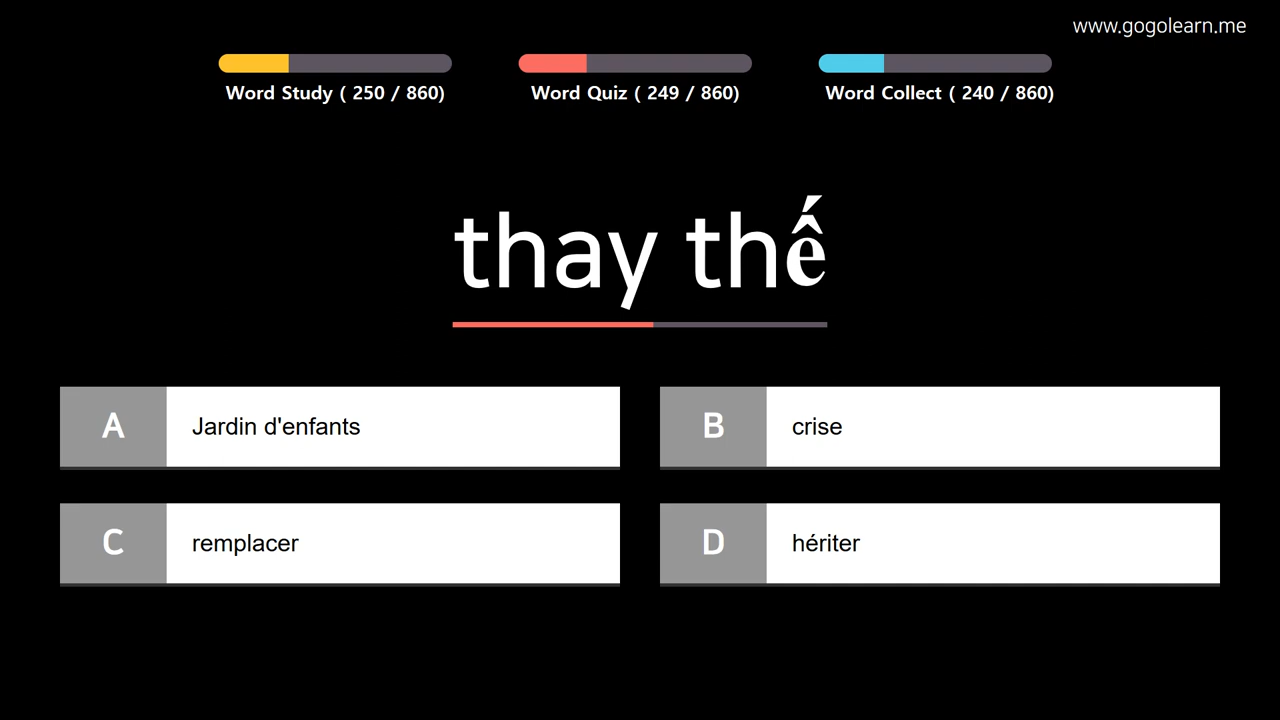 www.gogolearn.me
Word Study ( 250 / 860)
Word Quiz ( 249 / 860)
Word Collect ( 240 / 860)
thay thế
A
Jardin d'enfants
B
crise
C
remplacer
D
hériter